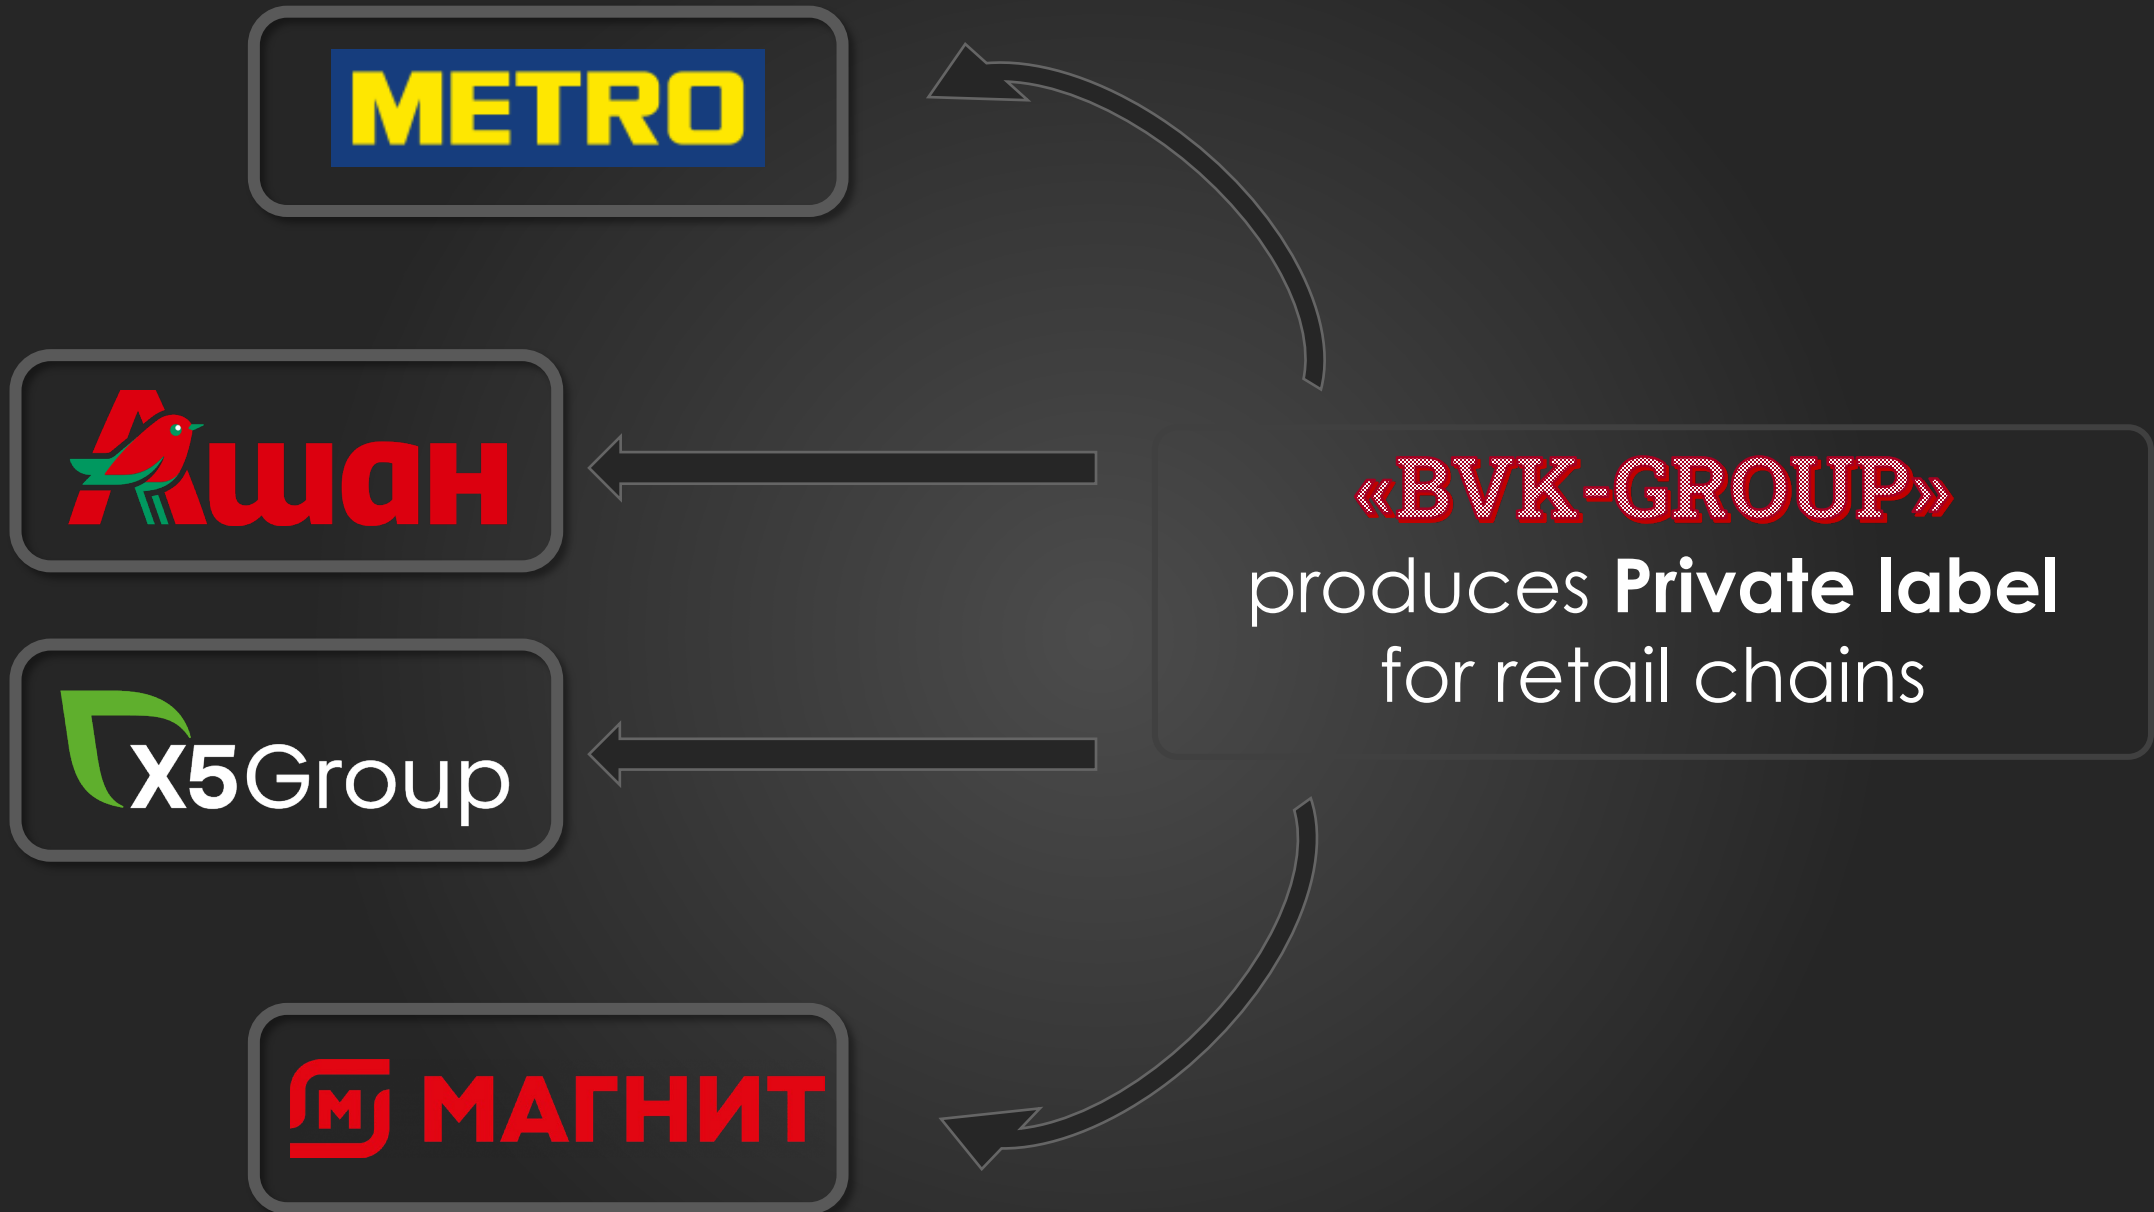 METRO
Ашан
X5Group
М МАГНИТ
«BVK-GROUP»
produces Private label
for retail chains